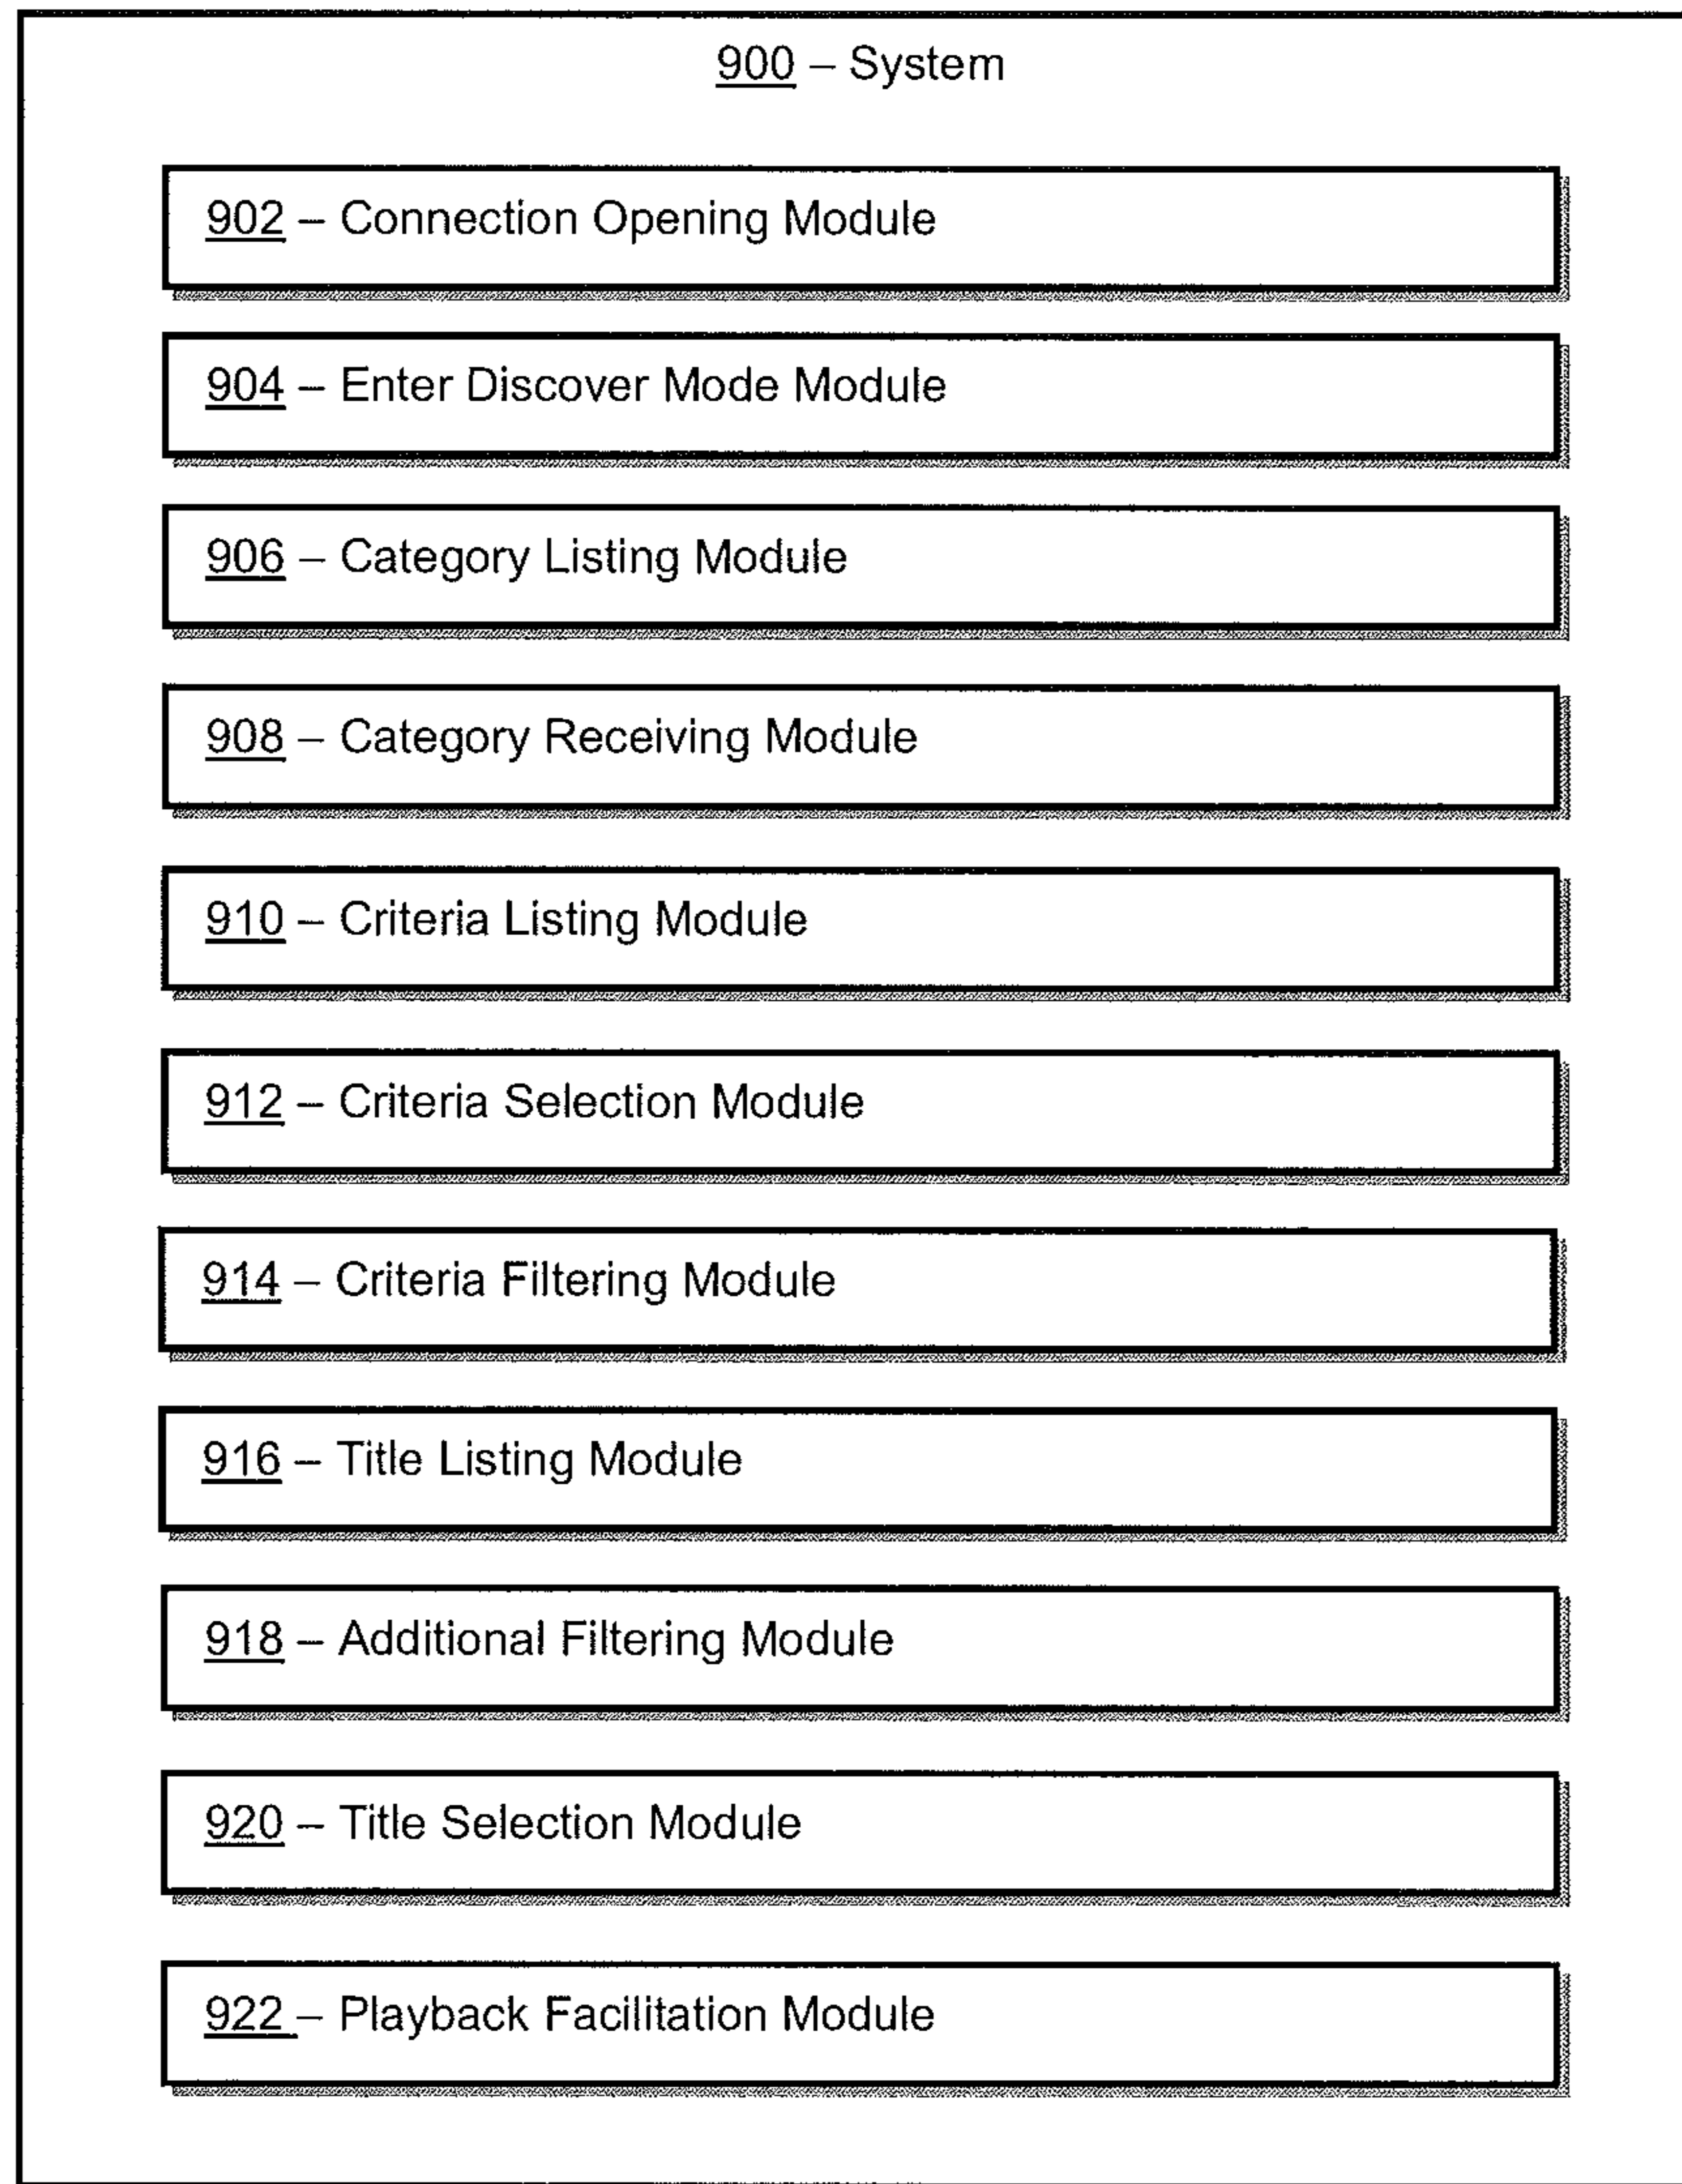 900 – System
902 – Connection Opening Module
904 – Enter Discover Mode Module
906 – Category Listing Module
908 – Category Receiving Module
910 – Criteria Listing Module
912 – Criteria Selection Module
914 – Criteria Filtering Module
916 – Title Listing Module
918 – Additional Filtering Module
920 – Title Selection Module
922 – Playback Facilitation Module